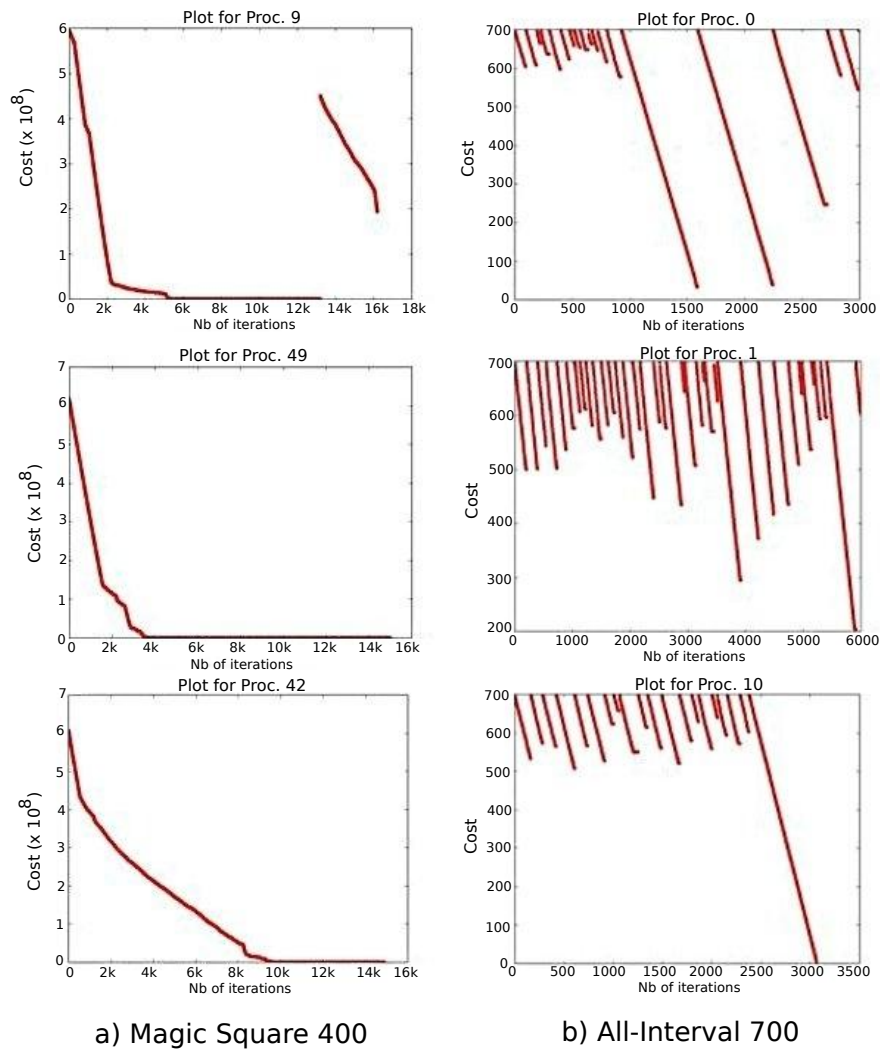 Plot for Proc. 9
Cost (x 10^8)
6
5
4
3
2
1
0
0 2k 4k 6k 8k 10k 12k 14k 16k 18k
Nb of iterations
Plot for Proc. 0
Cost
700
600
500
400
300
200
100
0
0 500 1000 1500 2000 2500 3000
Nb of iterations
Plot for Proc. 49
Cost (x 10^8)
7
6
5
4
3
2
1
0
0 2k 4k 6k 8k 10k 12k 14k 16k
Nb of iterations
Plot for Proc. 1
Cost
700
600
500
400
300
200
0 1000 2000 3000 4000 5000 6000
Nb of iterations
Plot for Proc. 42
Cost (x 10^8)
7
6
5
4
3
2
1
0
0 2k 4k 6k 8k 10k 12k 14k 16k
Nb of iterations
Plot for Proc. 10
Cost
700
600
500
400
300
200
100
0
0 500 1000 1500 2000 2500 3000 3500
Nb of iterations
a) Magic Square 400
b) All-Interval 700